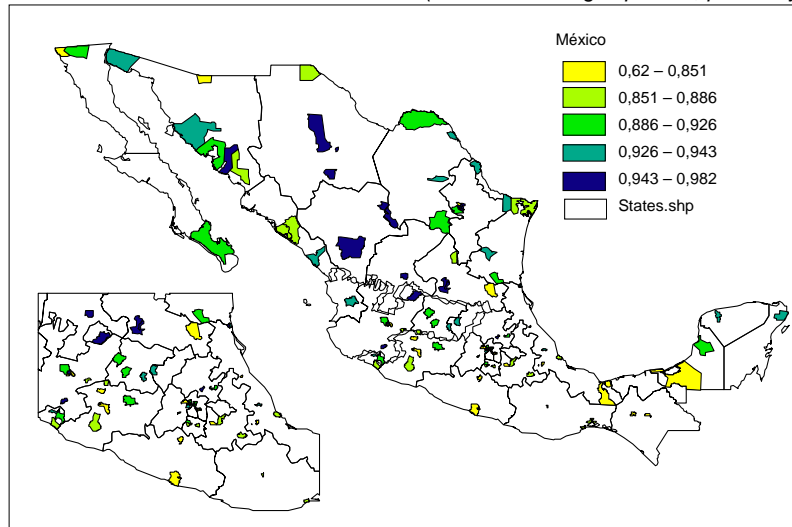 México
0,62 – 0,851
0,851 – 0,886
0,886 – 0,926
0,926 – 0,943
0,943 – 0,982
States.shp